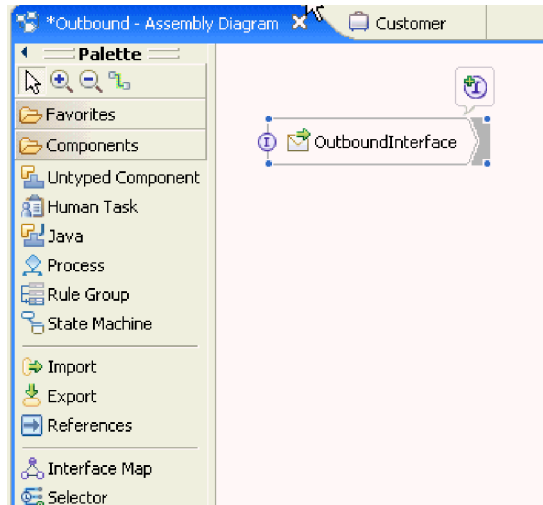 *Outbound - Assembly Diagram
Customer
Palette
Favorites
Components
Untyped Component
Human Task
Java
Process
Rule Group
State Machine
Import
Export
References
Interface Map
Selector
I
I
OutboundInterface